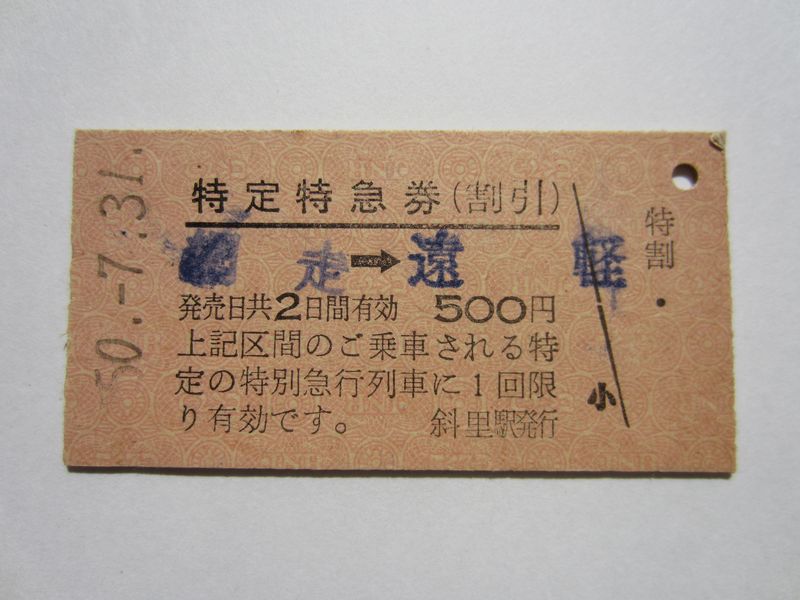 50.-7.31.
特定特急券(割引)
網走➡遠軽
発売日共2日間有効 500円
上記区間のご乗車される特
定の特別急行列車に1回限
り有効です。 斜里駅発行
特割・
小